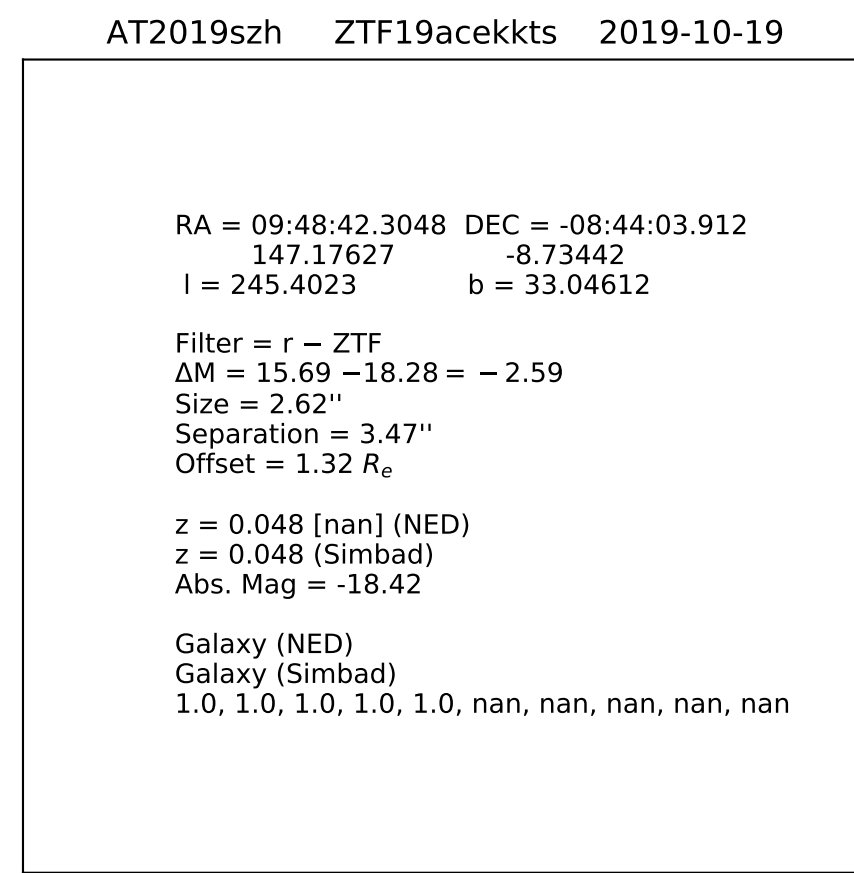 AT2019szh ZTF19acekkts 2019-10-19
RA = 09:48:42.3048 DEC = -08:44:03.912
147.17627 -8.73442
l = 245.4023 b = 33.04612
Filter = r − ZTF
ΔM = 15.69 −18.28 = − 2.59
Size = 2.62''
Separation = 3.47''
Offset = 1.32 Rₑ
z = 0.048 [nan] (NED)
z = 0.048 (Simbad)
Abs. Mag = -18.42
Galaxy (NED)
Galaxy (Simbad)
1.0, 1.0, 1.0, 1.0, 1.0, nan, nan, nan, nan, nan